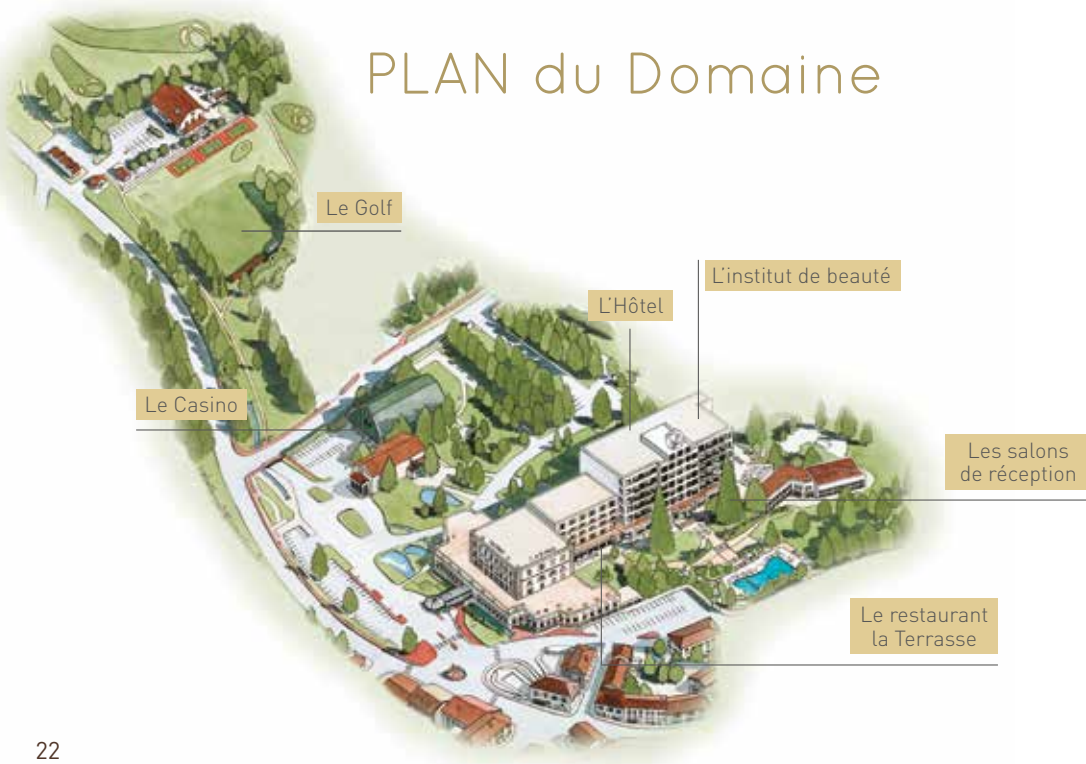 PLAN du Domaine
Le Golf
L'institut de beauté
L'Hôtel
Le Casino
Les salons
de réception
Le restaurant
la Terrasse
22